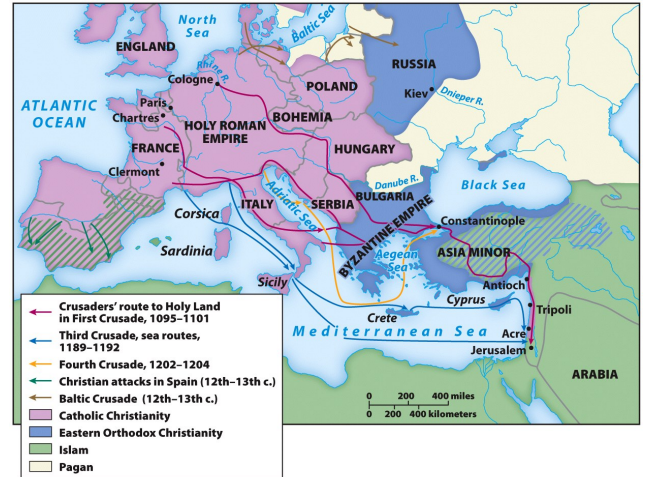 North
Sea
Baltic Sea
ENGLAND
RUSSIA
Rhine R.
Cologne
POLAND
Kiev
Dnieper R.
ATLANTIC
OCEAN
Paris
Chartres
BOHEMIA
HOLY ROMAN
EMPIRE
FRANCE
HUNGARY
Clermont
Danube R.
Black Sea
Adriatic Sea
BULGARIA
ITALY
SERBIA
Corsica
BYZANTINE EMPIRE
Constantinople
Sardinia
Aegean
Sea
ASIA MINOR
Sicily
Antioch
Cyprus
Crete
Tripoli
Mediterranean Sea
Acre
Jerusalem
ARABIA
0 200 400 miles
0 200 400 kilometers
Crusaders' route to Holy Land
in First Crusade, 1095–1101
Third Crusade, sea routes,
1189–1192
Fourth Crusade, 1202–1204
Christian attacks in Spain (12th–13th c.)
Baltic Crusade (12th–13th c.)
Catholic Christianity
Eastern Orthodox Christianity
Islam
Pagan